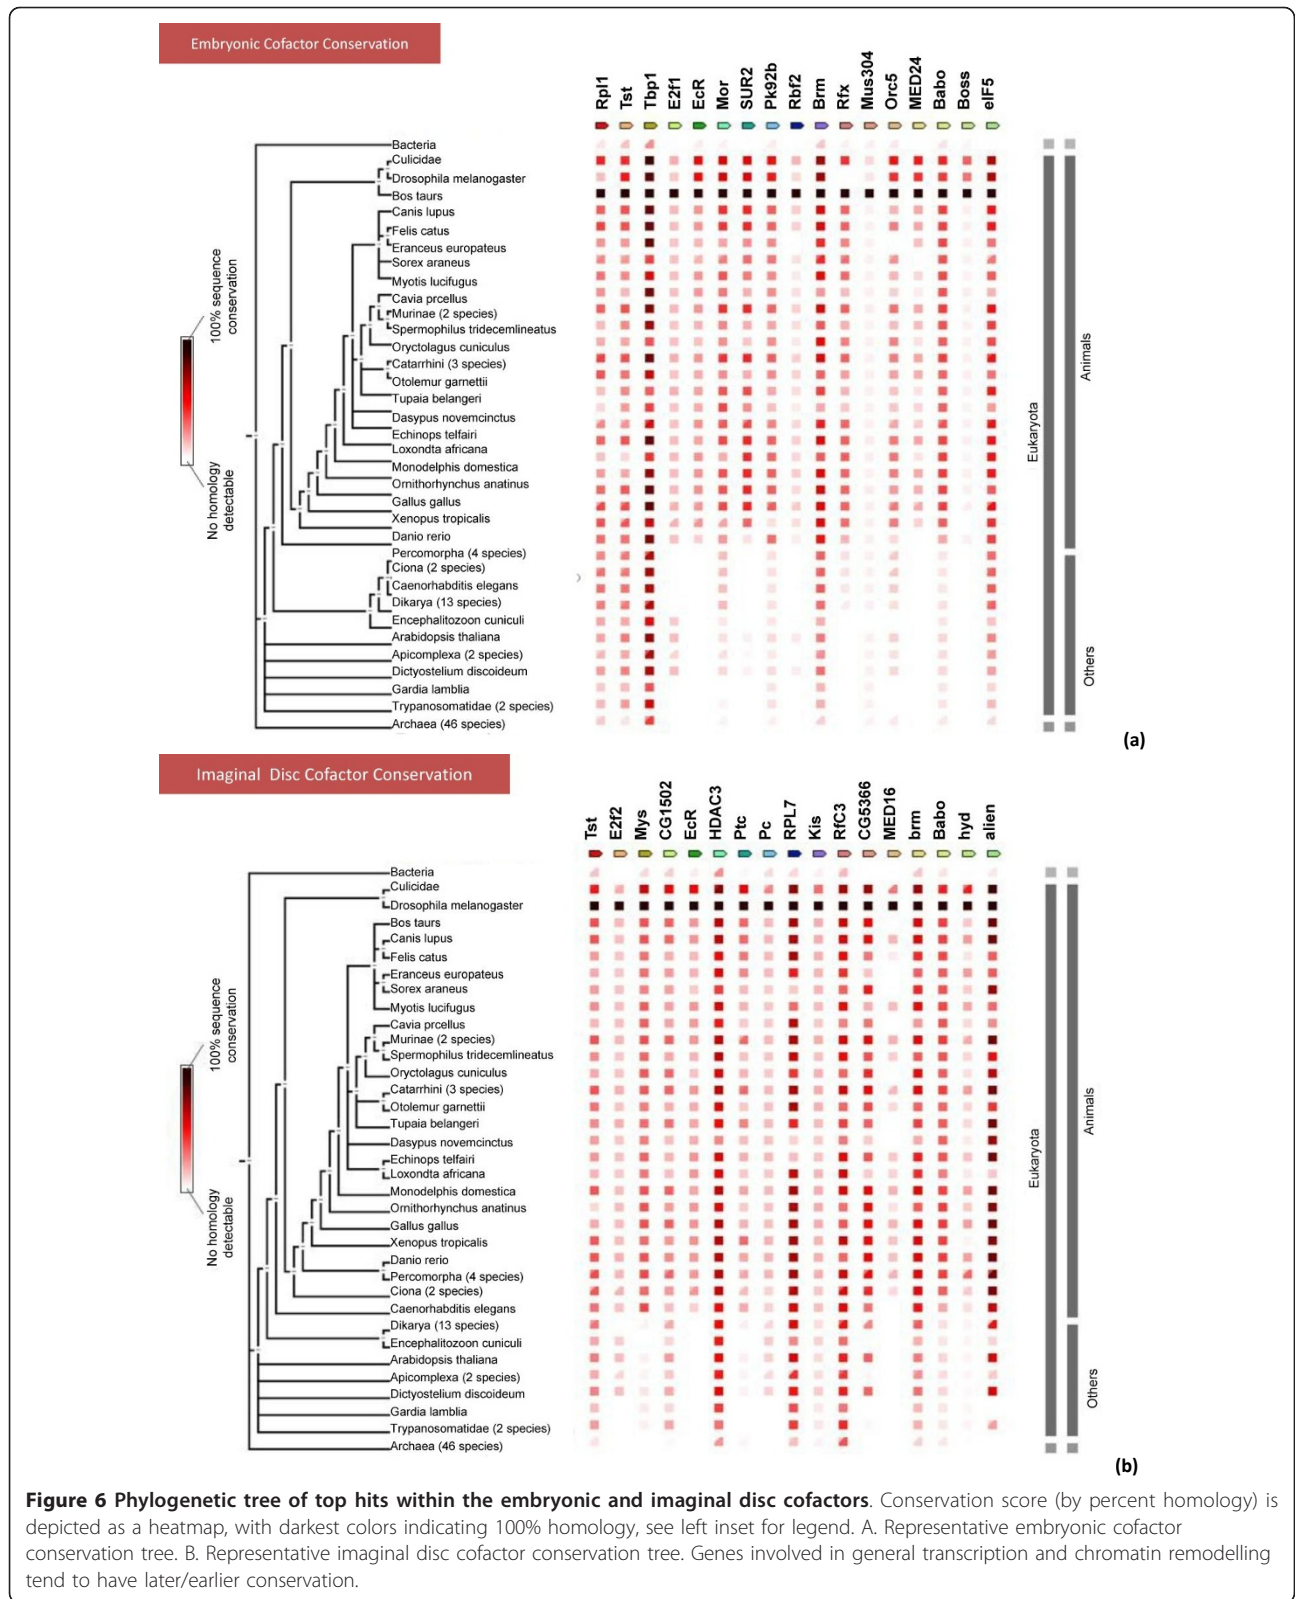 Embryonic Cofactor Conservation
Rpl1
Tst
Tbp1
E2f1
EcR
Mor
SUR2
Pk92b
Rbf2
Brm
Rfx
Mus304
Orc5
MED24
Babo
Boss
eIF5
Bacteria
Culicidae
Drosophila melanogaster
Bos taurs
Canis lupus
Felis catus
Eranceus europateus
Sorex araneus
Myotis lucifugus
Cavia prcellus
Murinae (2 species)
Spermophilus tridecemlineatus
Oryctolagus cuniculus
Catarrhini (3 species)
Otolemur garnettii
Tupaia belangeri
Dasypus novemcinctus
Echinops telfairi
Loxondta africana
Monodelphis domestica
Ornithorhynchus anatinus
Gallus gallus
Xenopus tropicalis
Danio rerio
Percomorpha (4 species)
Ciona (2 species)
Caenorhabditis elegans
Dikarya (13 species)
Encephalitozoon cuniculi
Arabidopsis thaliana
Apicomplexa (2 species)
Dictyostelium discoideum
Gardia lamblia
Trypanosomatidae (2 species)
Archaea (46 species)
100% sequence
conservation
No homology
detectable
Eukaryota
Animals
Others
(a)
Imaginal Disc Cofactor Conservation
Tst
E2f2
Mys
CG1502
EcR
HDAC3
Ptc
Pc
RPL7
Kis
RfC3
CG5366
MED16
brm
Babo
hyd
alien
Bacteria
Culicidae
Drosophila melanogaster
Bos taurs
Canis lupus
Felis catus
Eranceus europateus
Sorex araneus
Myotis lucifugus
Cavia prcellus
Murinae (2 species)
Spermophilus tridecemlineatus
Oryctolagus cuniculus
Catarrhini (3 species)
Otolemur garnettii
Tupaia belangeri
Dasypus novemcinctus
Echinops telfairi
Loxondta africana
Monodelphis domestica
Ornithorhynchus anatinus
Gallus gallus
Xenopus tropicalis
Danio rerio
Percomorpha (4 species)
Ciona (2 species)
Caenorhabditis elegans
Dikarya (13 species)
Encephalitozoon cuniculi
Arabidopsis thaliana
Apicomplexa (2 species)
Dictyostelium discoideum
Gardia lamblia
Trypanosomatidae (2 species)
Archaea (46 species)
100% sequence
conservation
No homology
detectable
Eukaryota
Animals
Others
(b)
Figure 6 Phylogenetic tree of top hits within the embryonic and imaginal disc cofactors. Conservation score (by percent homology) is
depicted as a heatmap, with darkest colors indicating 100% homology, see left inset for legend. A. Representative embryonic cofactor
conservation tree. B. Representative imaginal disc cofactor conservation tree. Genes involved in general transcription and chromatin remodelling
tend to have later/earlier conservation.